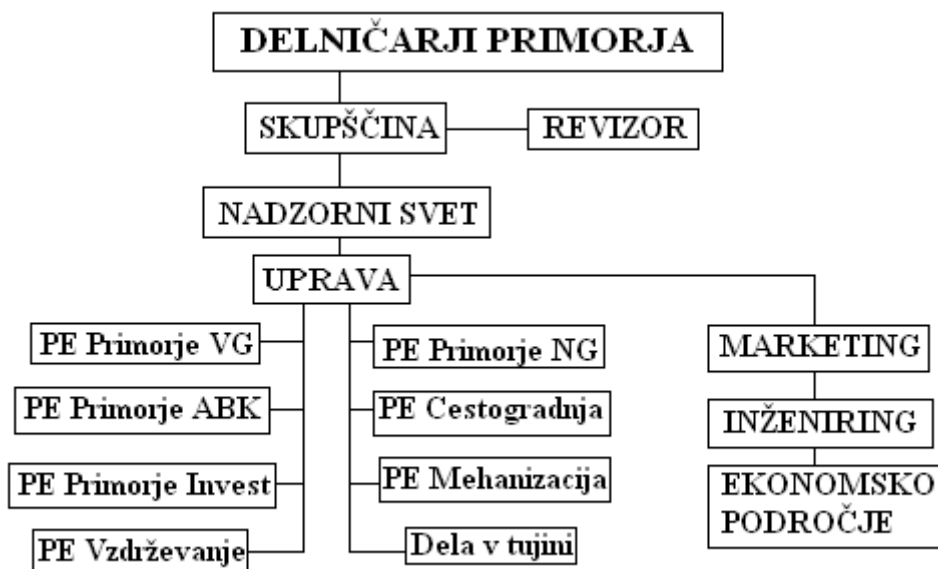 DELNIČARJI PRIMORJA
SKUPŠČINA
REVIZOR
NADZORNI SVET
UPRAVA
PE Primorje VG
PE Primorje NG
MARKETING
PE Primorje ABK
PE Cestogradnja
INŽENIRING
PE Primorje Invest
PE Mehanizacija
EKONOMSKO
PODROČJE
PE Vzdrževanje
Dela v tujini